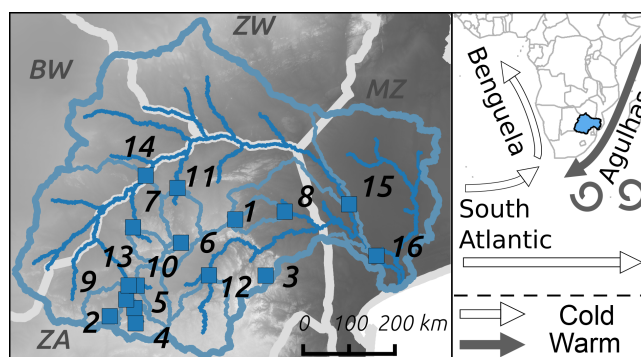 ZW
BW
MZ
14
11
7
1
8
15
6
13
10
16
9
12
3
5
2
4
ZA
0 100 200 km
Benguela
Agulhas
South
Atlantic
Cold
Warm